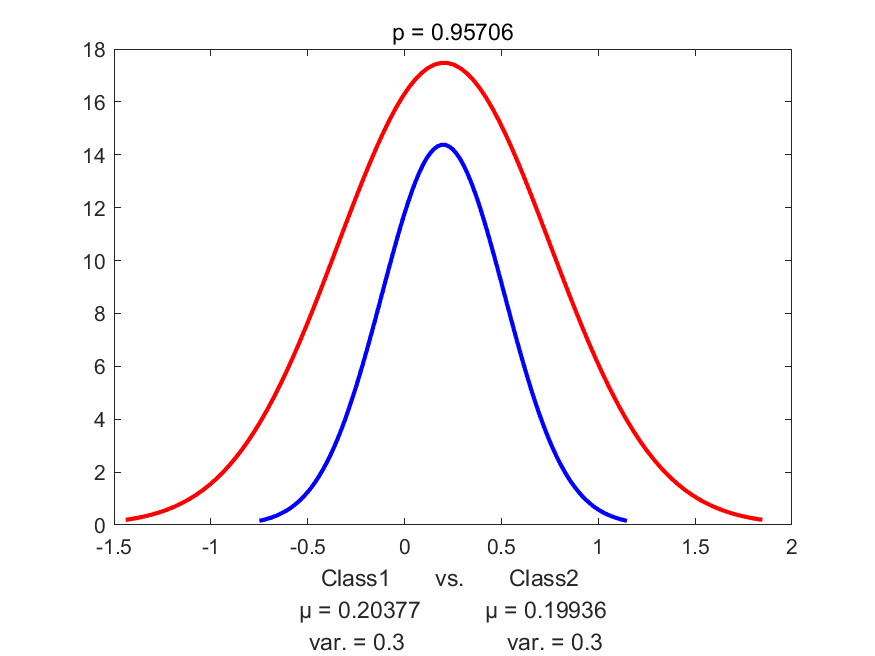 p = 0.95706
18
16
14
12
10
8
6
4
2
0
-1.5 -1 -0.5 0 0.5 1 1.5 2
Class1 vs. Class2
μ = 0.20377 μ = 0.19936
var. = 0.3 var. = 0.3